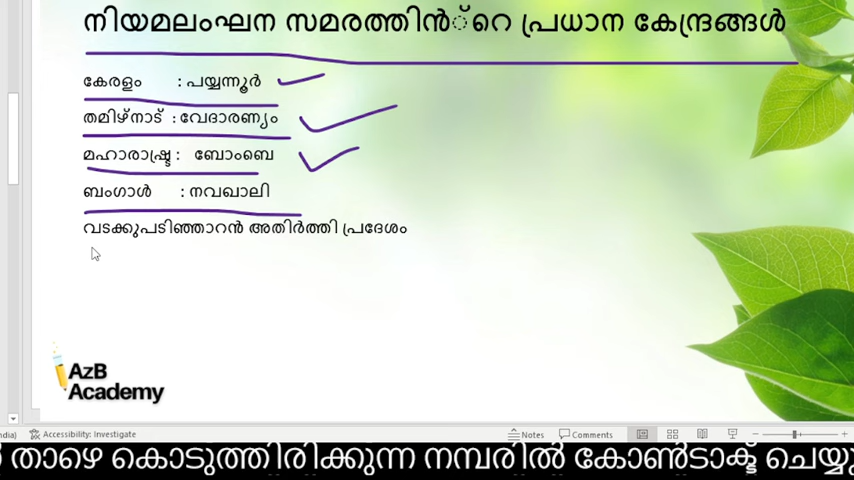 നിയമലംഘന സമരത്തിൻ്റെ പ്രധാന കേന്ദ്രങ്ങൾ
കേരളം : പയ്യന്നൂർ
തമിഴ്നാട് : വേദാരണ്യം
മഹാരാഷ്ട്ര : ബോംബെ
ബംഗാൾ : നവഖാലി
വടക്കുപടിഞ്ഞാറൻ അതിർത്തി പ്രദേശം
AzB
Academy
Accessibility: Investigate Notes Comments
താഴെ കൊടുത്തിരിക്കുന്ന നമ്പരിൽ കോൺടാക്ട്